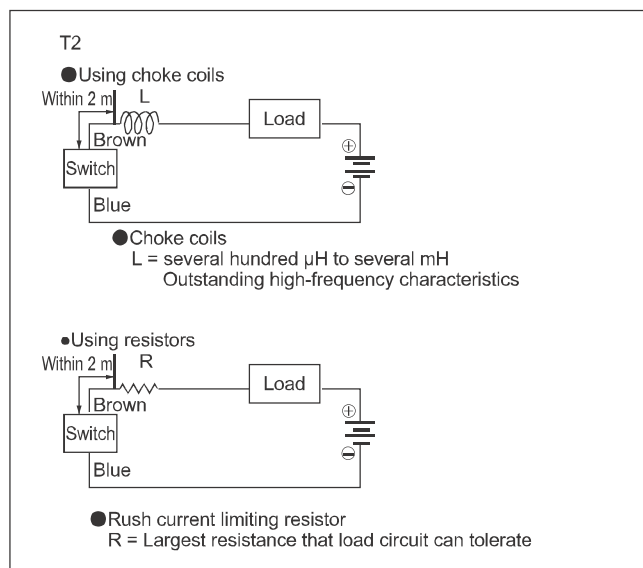 T2
●Using choke coils
Within 2 m
L
Load
Brown
⊕
Switch
⊖
Blue
●Choke coils
L = several hundred µH to several mH
Outstanding high-frequency characteristics
•Using resistors
Within 2 m
R
Load
Brown
⊕
Switch
⊖
Blue
●Rush current limiting resistor
R = Largest resistance that load circuit can tolerate